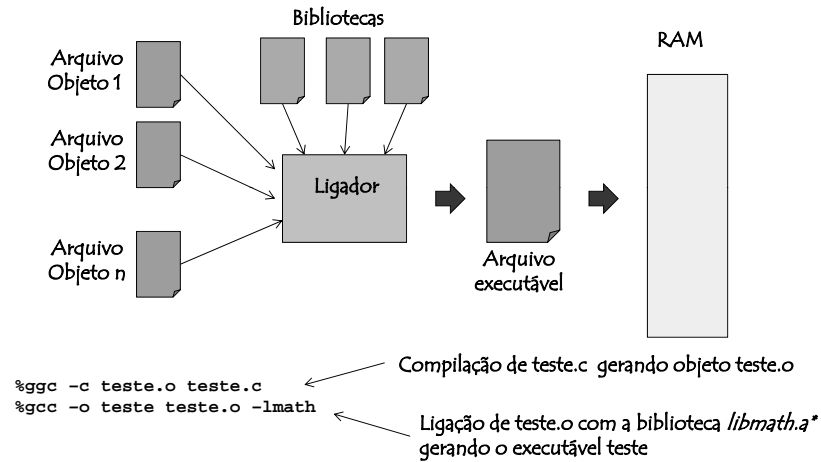 Bibliotecas
RAM
Arquivo
Objeto 1
Arquivo
Objeto 2
Ligador
Arquivo
Objeto n
Arquivo
executável
Compilação de teste.c gerando objeto teste.o
%ggc -c teste.o teste.c
%gcc -o teste teste.o -lmath
Ligação de teste.o com a biblioteca libmath.a*
gerando o executável teste